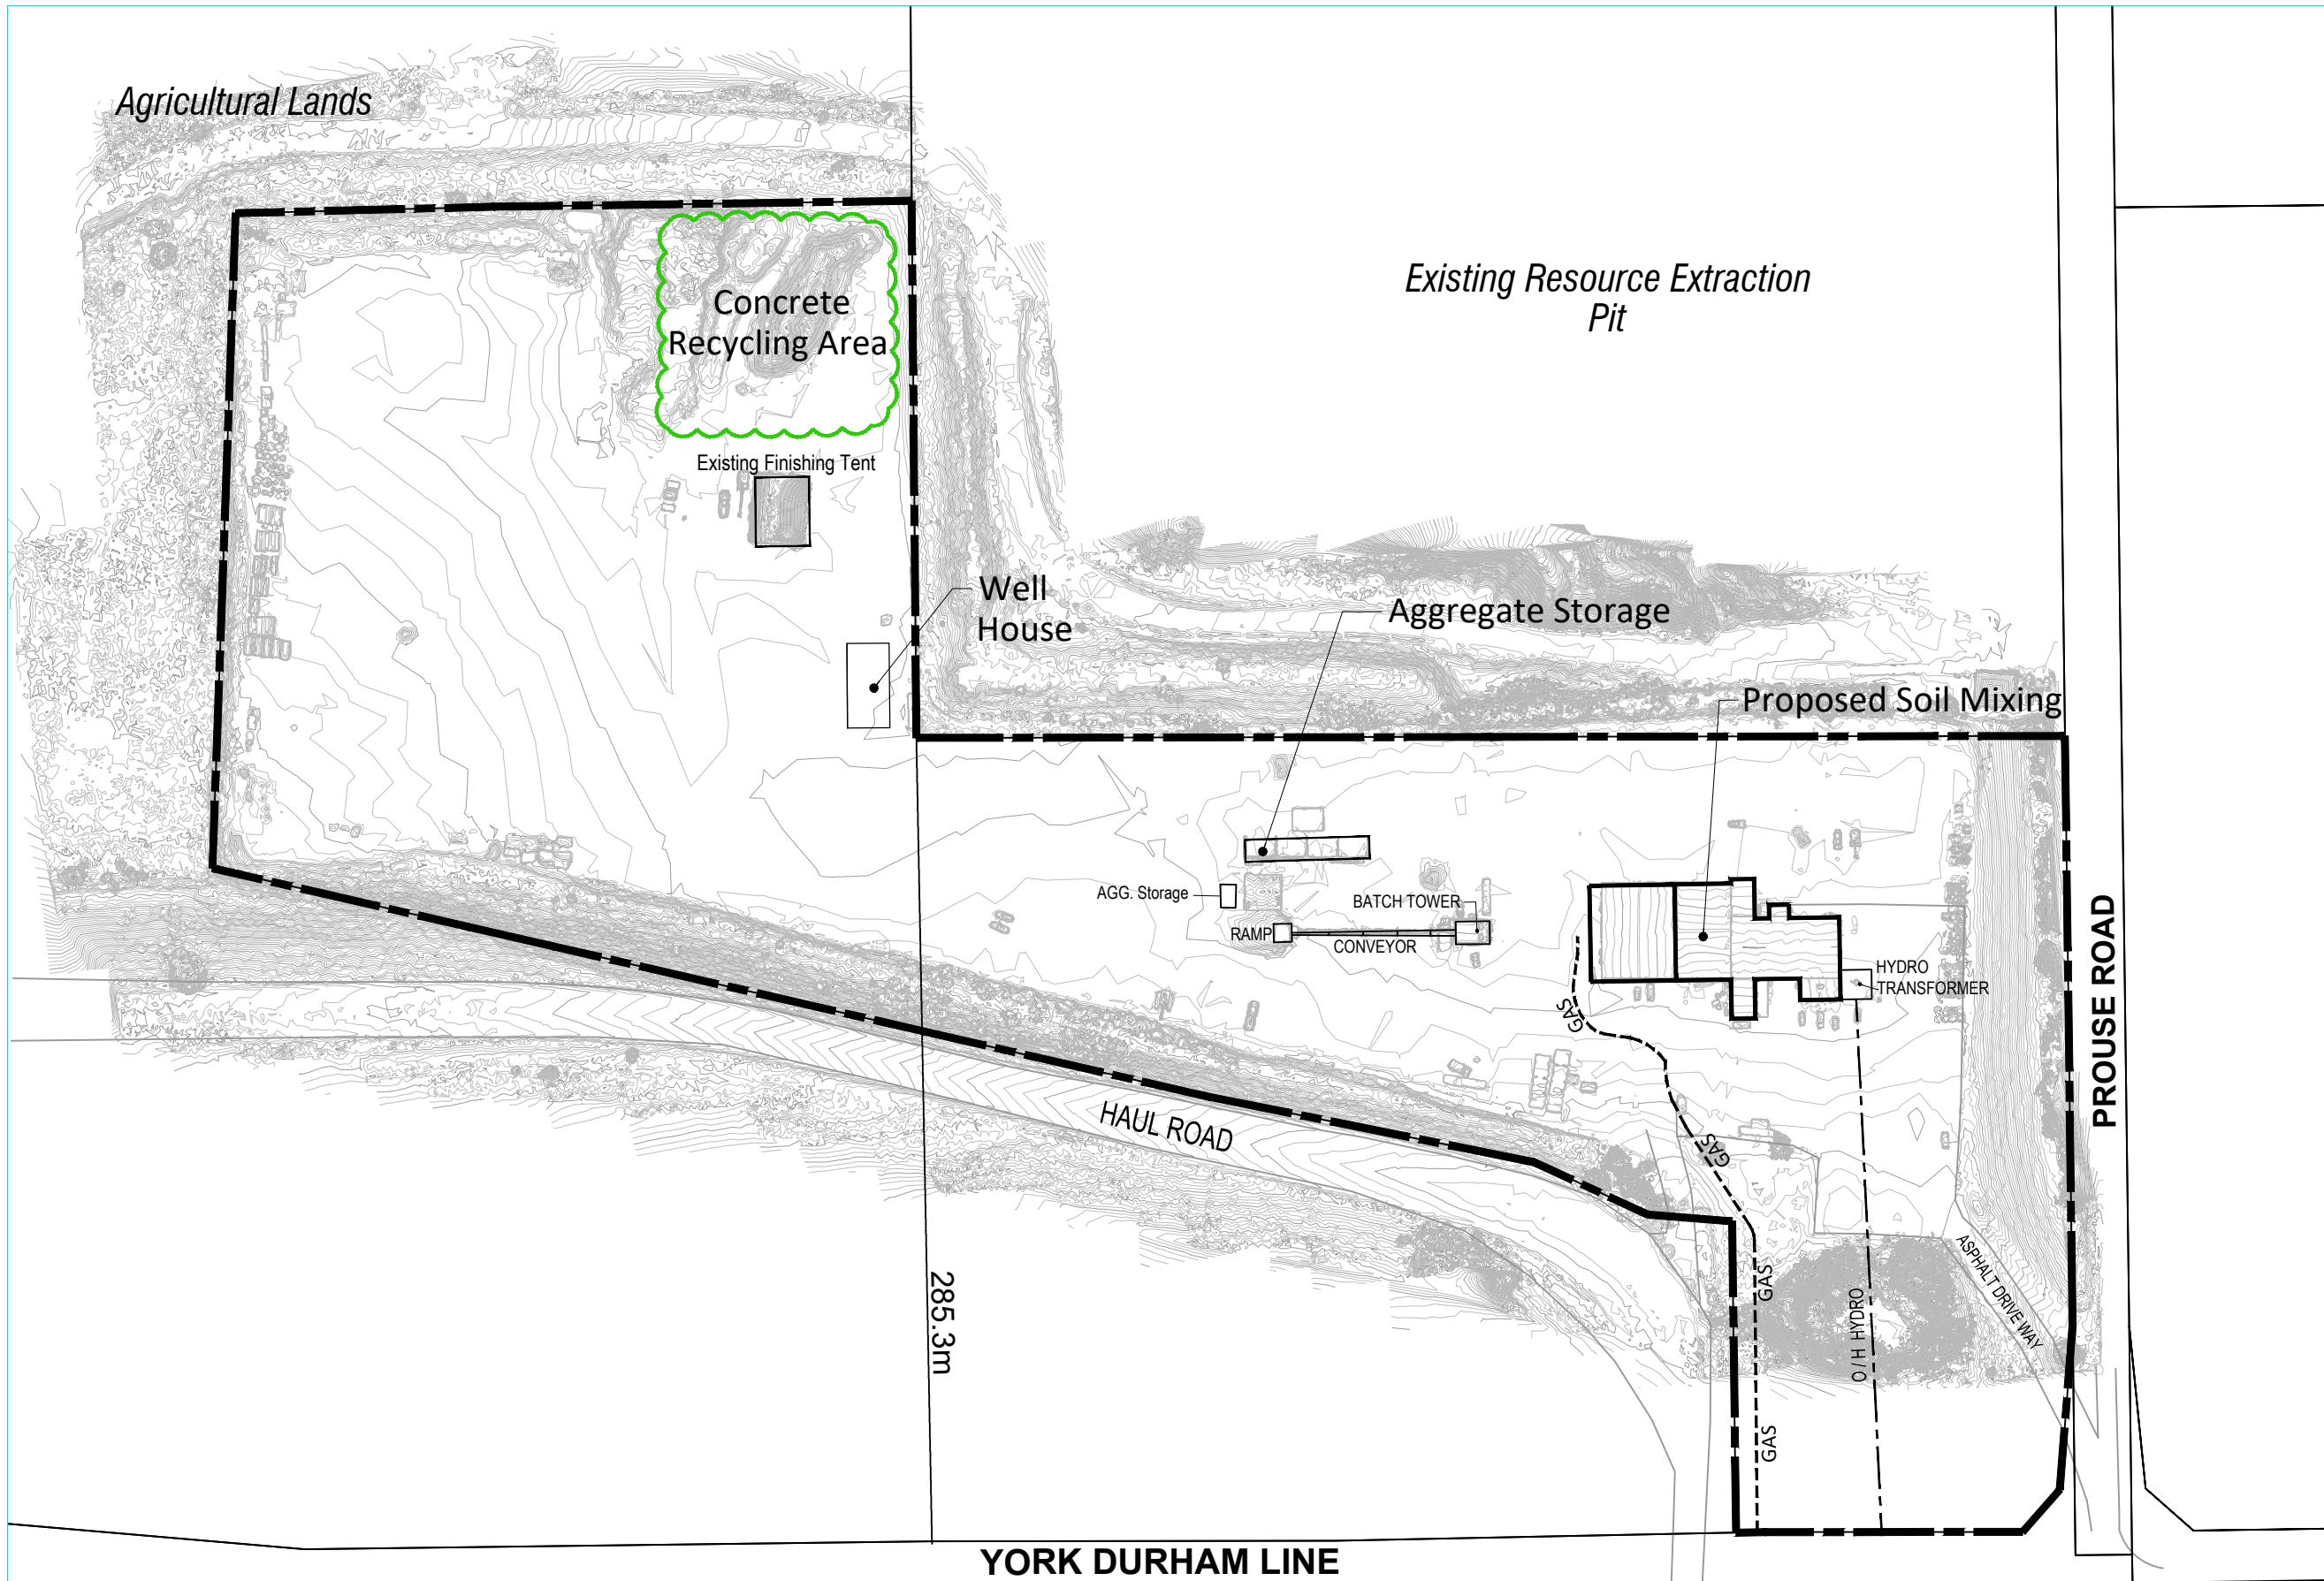 Agricultural Lands
Existing Resource Extraction
Pit
Concrete
Recycling Area
Existing Finishing Tent
Well
House
Aggregate Storage
Proposed Soil Mixing
AGG. Storage
BATCH TOWER
RAMP
CONVEYOR
HYDRO
TRANSFORMER
PROUSE ROAD
GAS
HAUL ROAD
GAS
285.3m
GAS
O / H HYDRO
ASPHALT DRIVE WAY
GAS
YORK DURHAM LINE